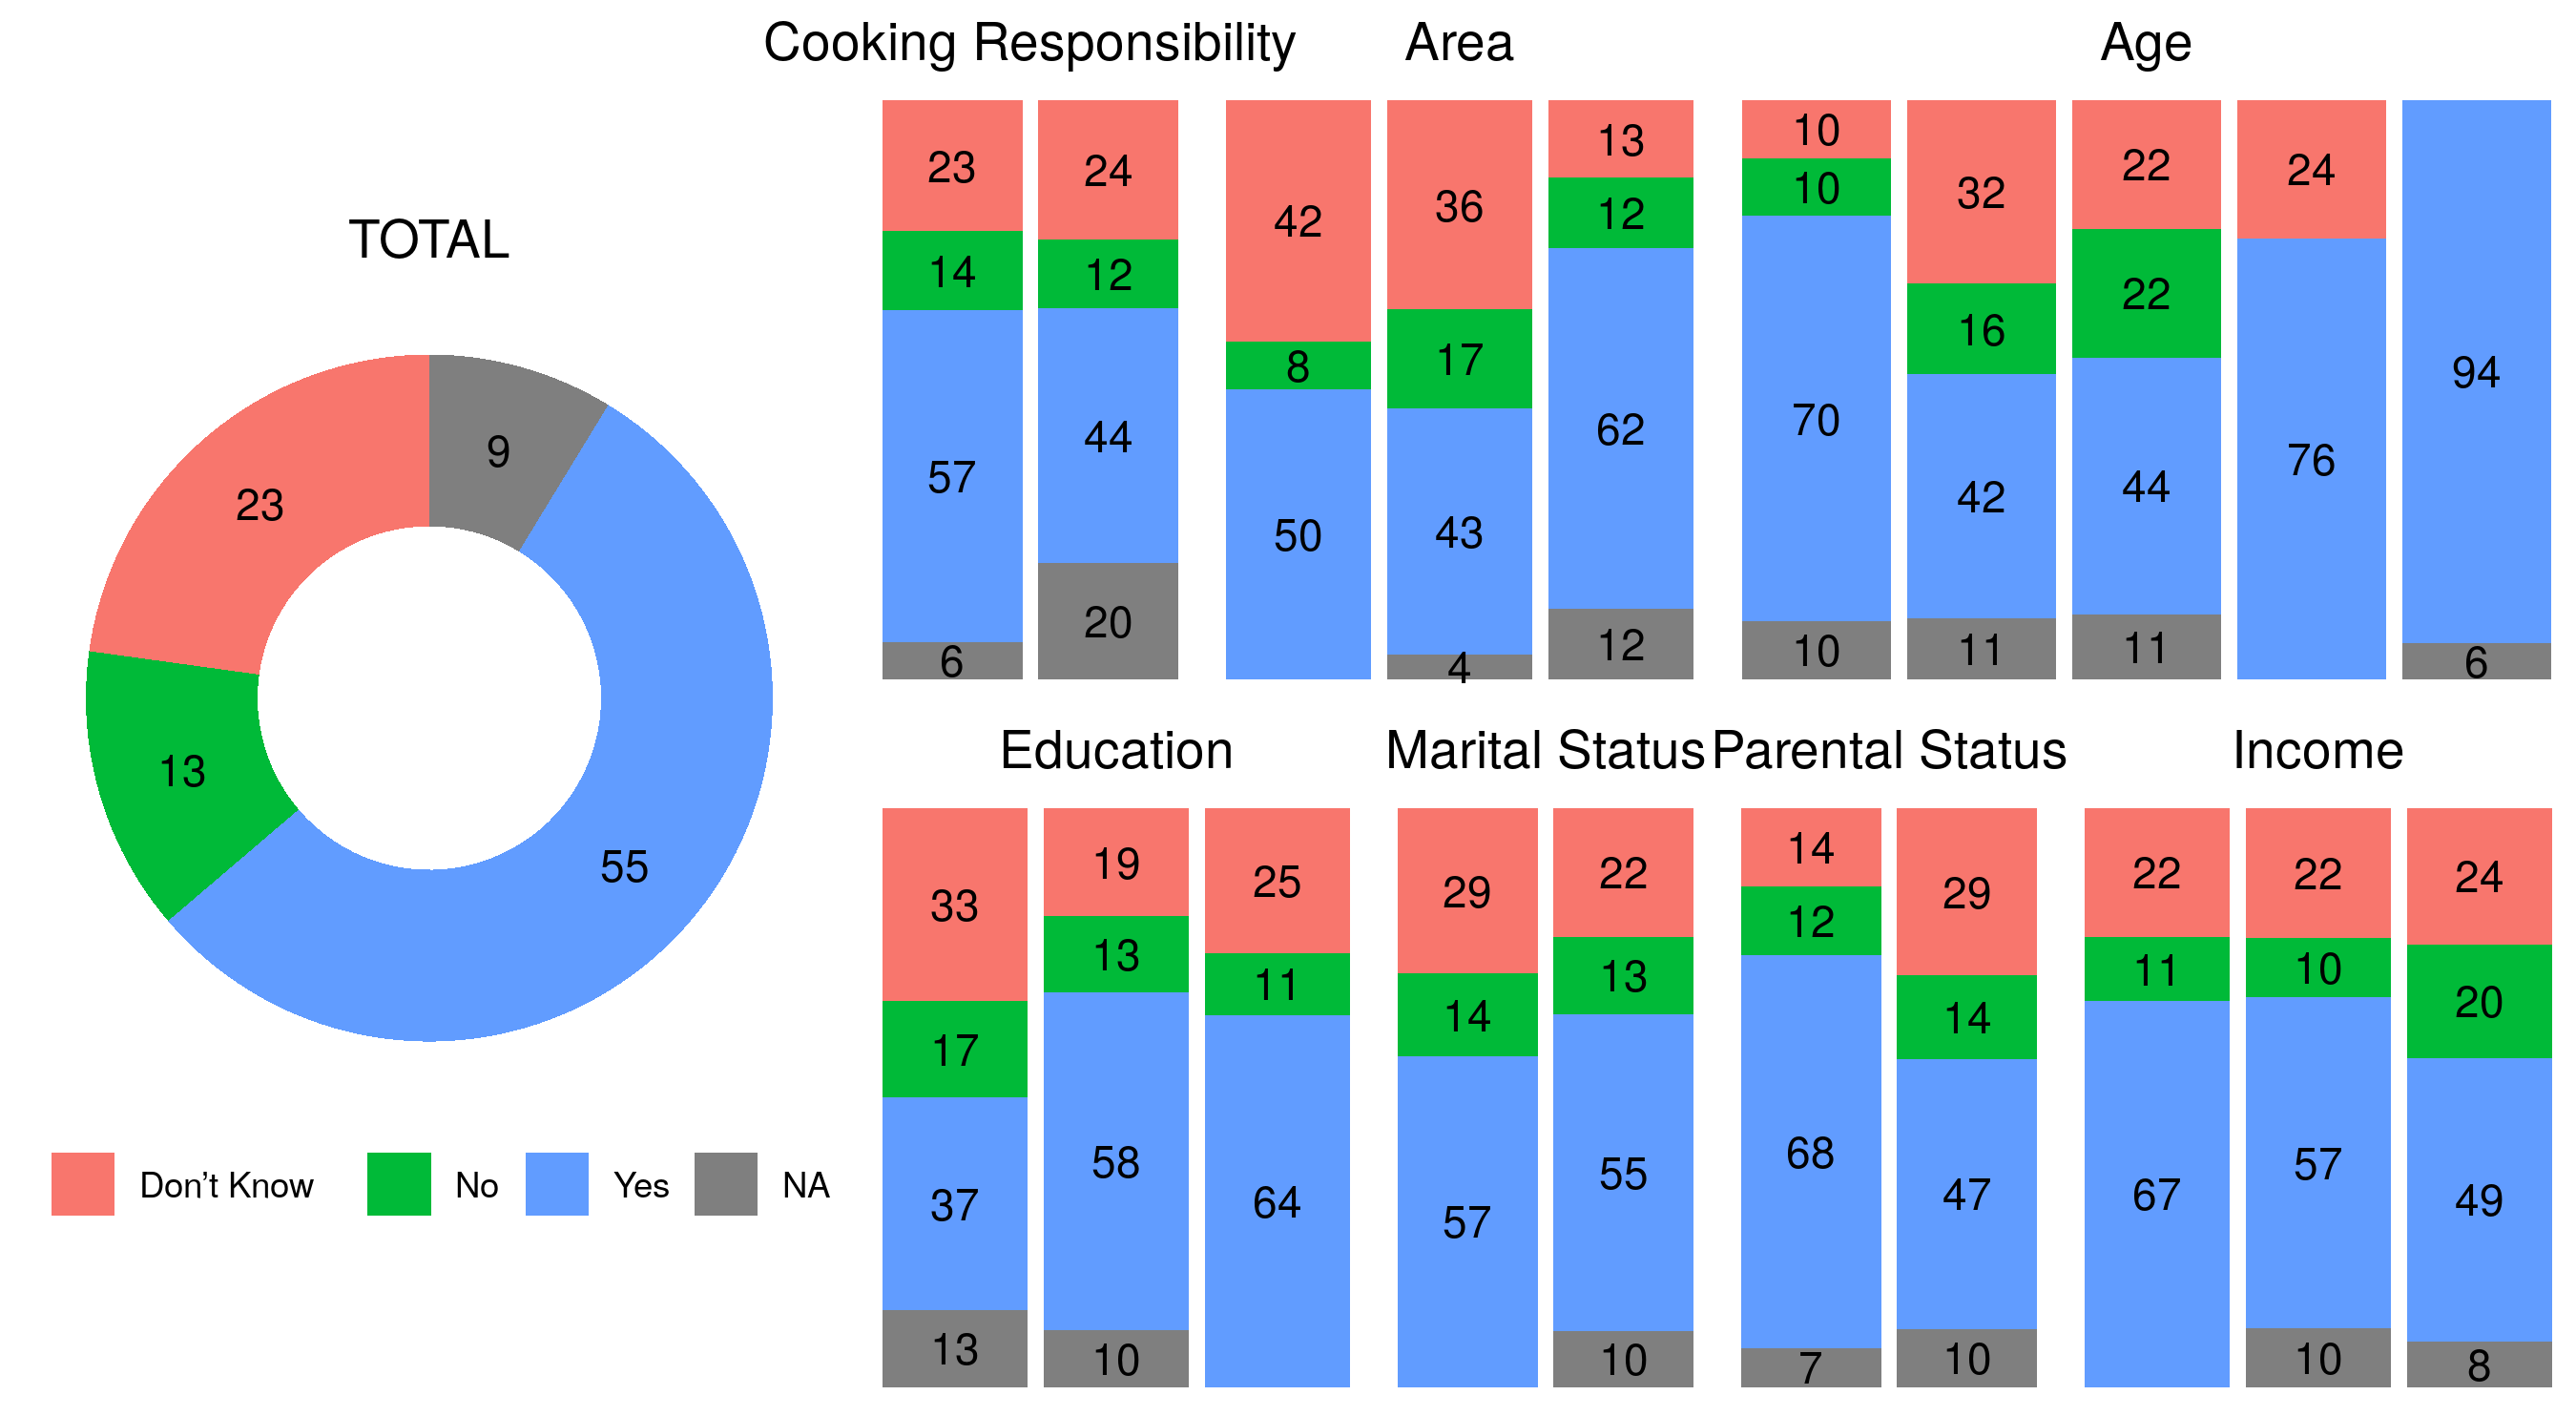 TOTAL
9
23
13
55
Don’t Know No Yes NA
Cooking Responsibility Area Age
23 24 42 36 13 10 32 22 24 94
14 12 8 17 12 10 16 22 76 6
57 44 50 43 62 70 42 44
6 20 4 12 10 11 11
Education Marital Status Parental Status Income
33 19 25 29 22 14 29 22 22 24
17 13 11 14 13 12 14 11 10 20
37 58 64 57 55 68 47 67 57 49
13 10 10 7 10 10 8